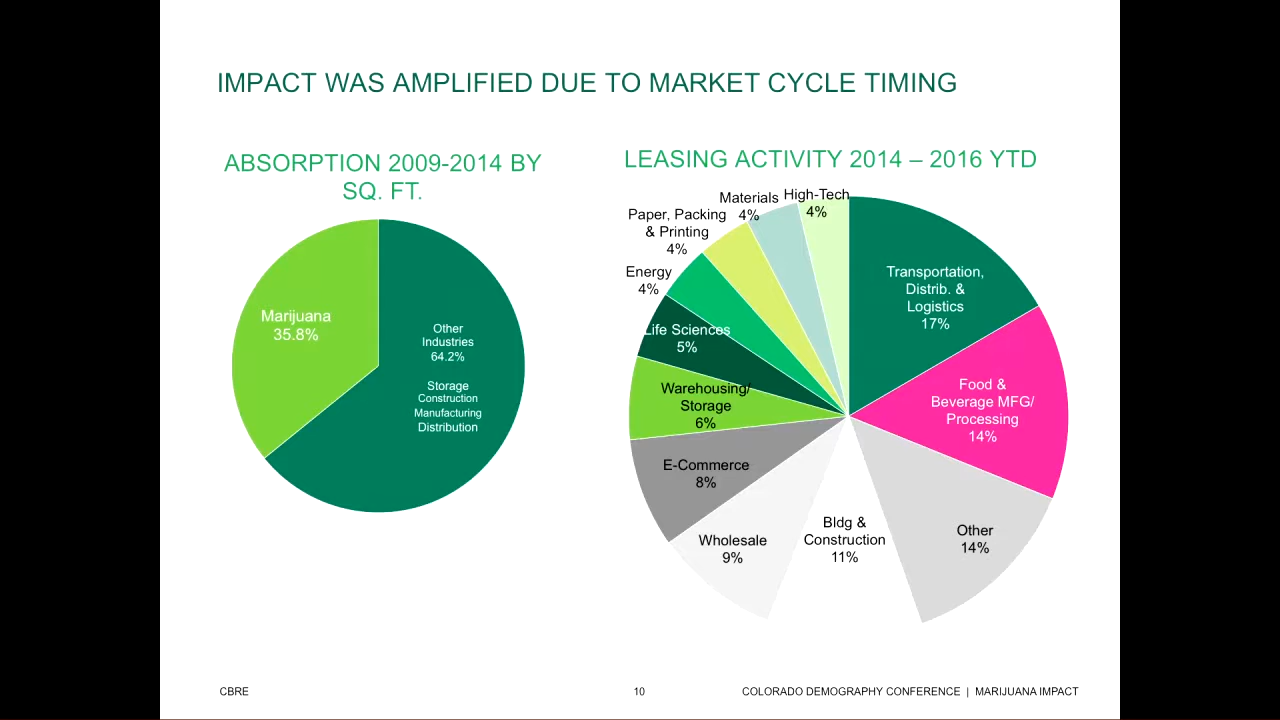 IMPACT WAS AMPLIFIED DUE TO MARKET CYCLE TIMING
ABSORPTION 2009-2014 BY
SQ. FT.
Marijuana
35.8%
Other
Industries
64.2%
Storage
Construction
Manufacturing
Distribution
LEASING ACTIVITY 2014 – 2016 YTD
Transportation,
Distrib. &
Logistics
17%
Food &
Beverage MFG/
Processing
14%
Other
14%
Bldg &
Construction
11%
Wholesale
9%
E-Commerce
8%
Warehousing/
Storage
6%
Life Sciences
5%
Energy
4%
Paper, Packing
& Printing
4%
Materials
4%
High-Tech
4%
CBRE
10
COLORADO DEMOGRAPHY CONFERENCE | MARIJUANA IMPACT